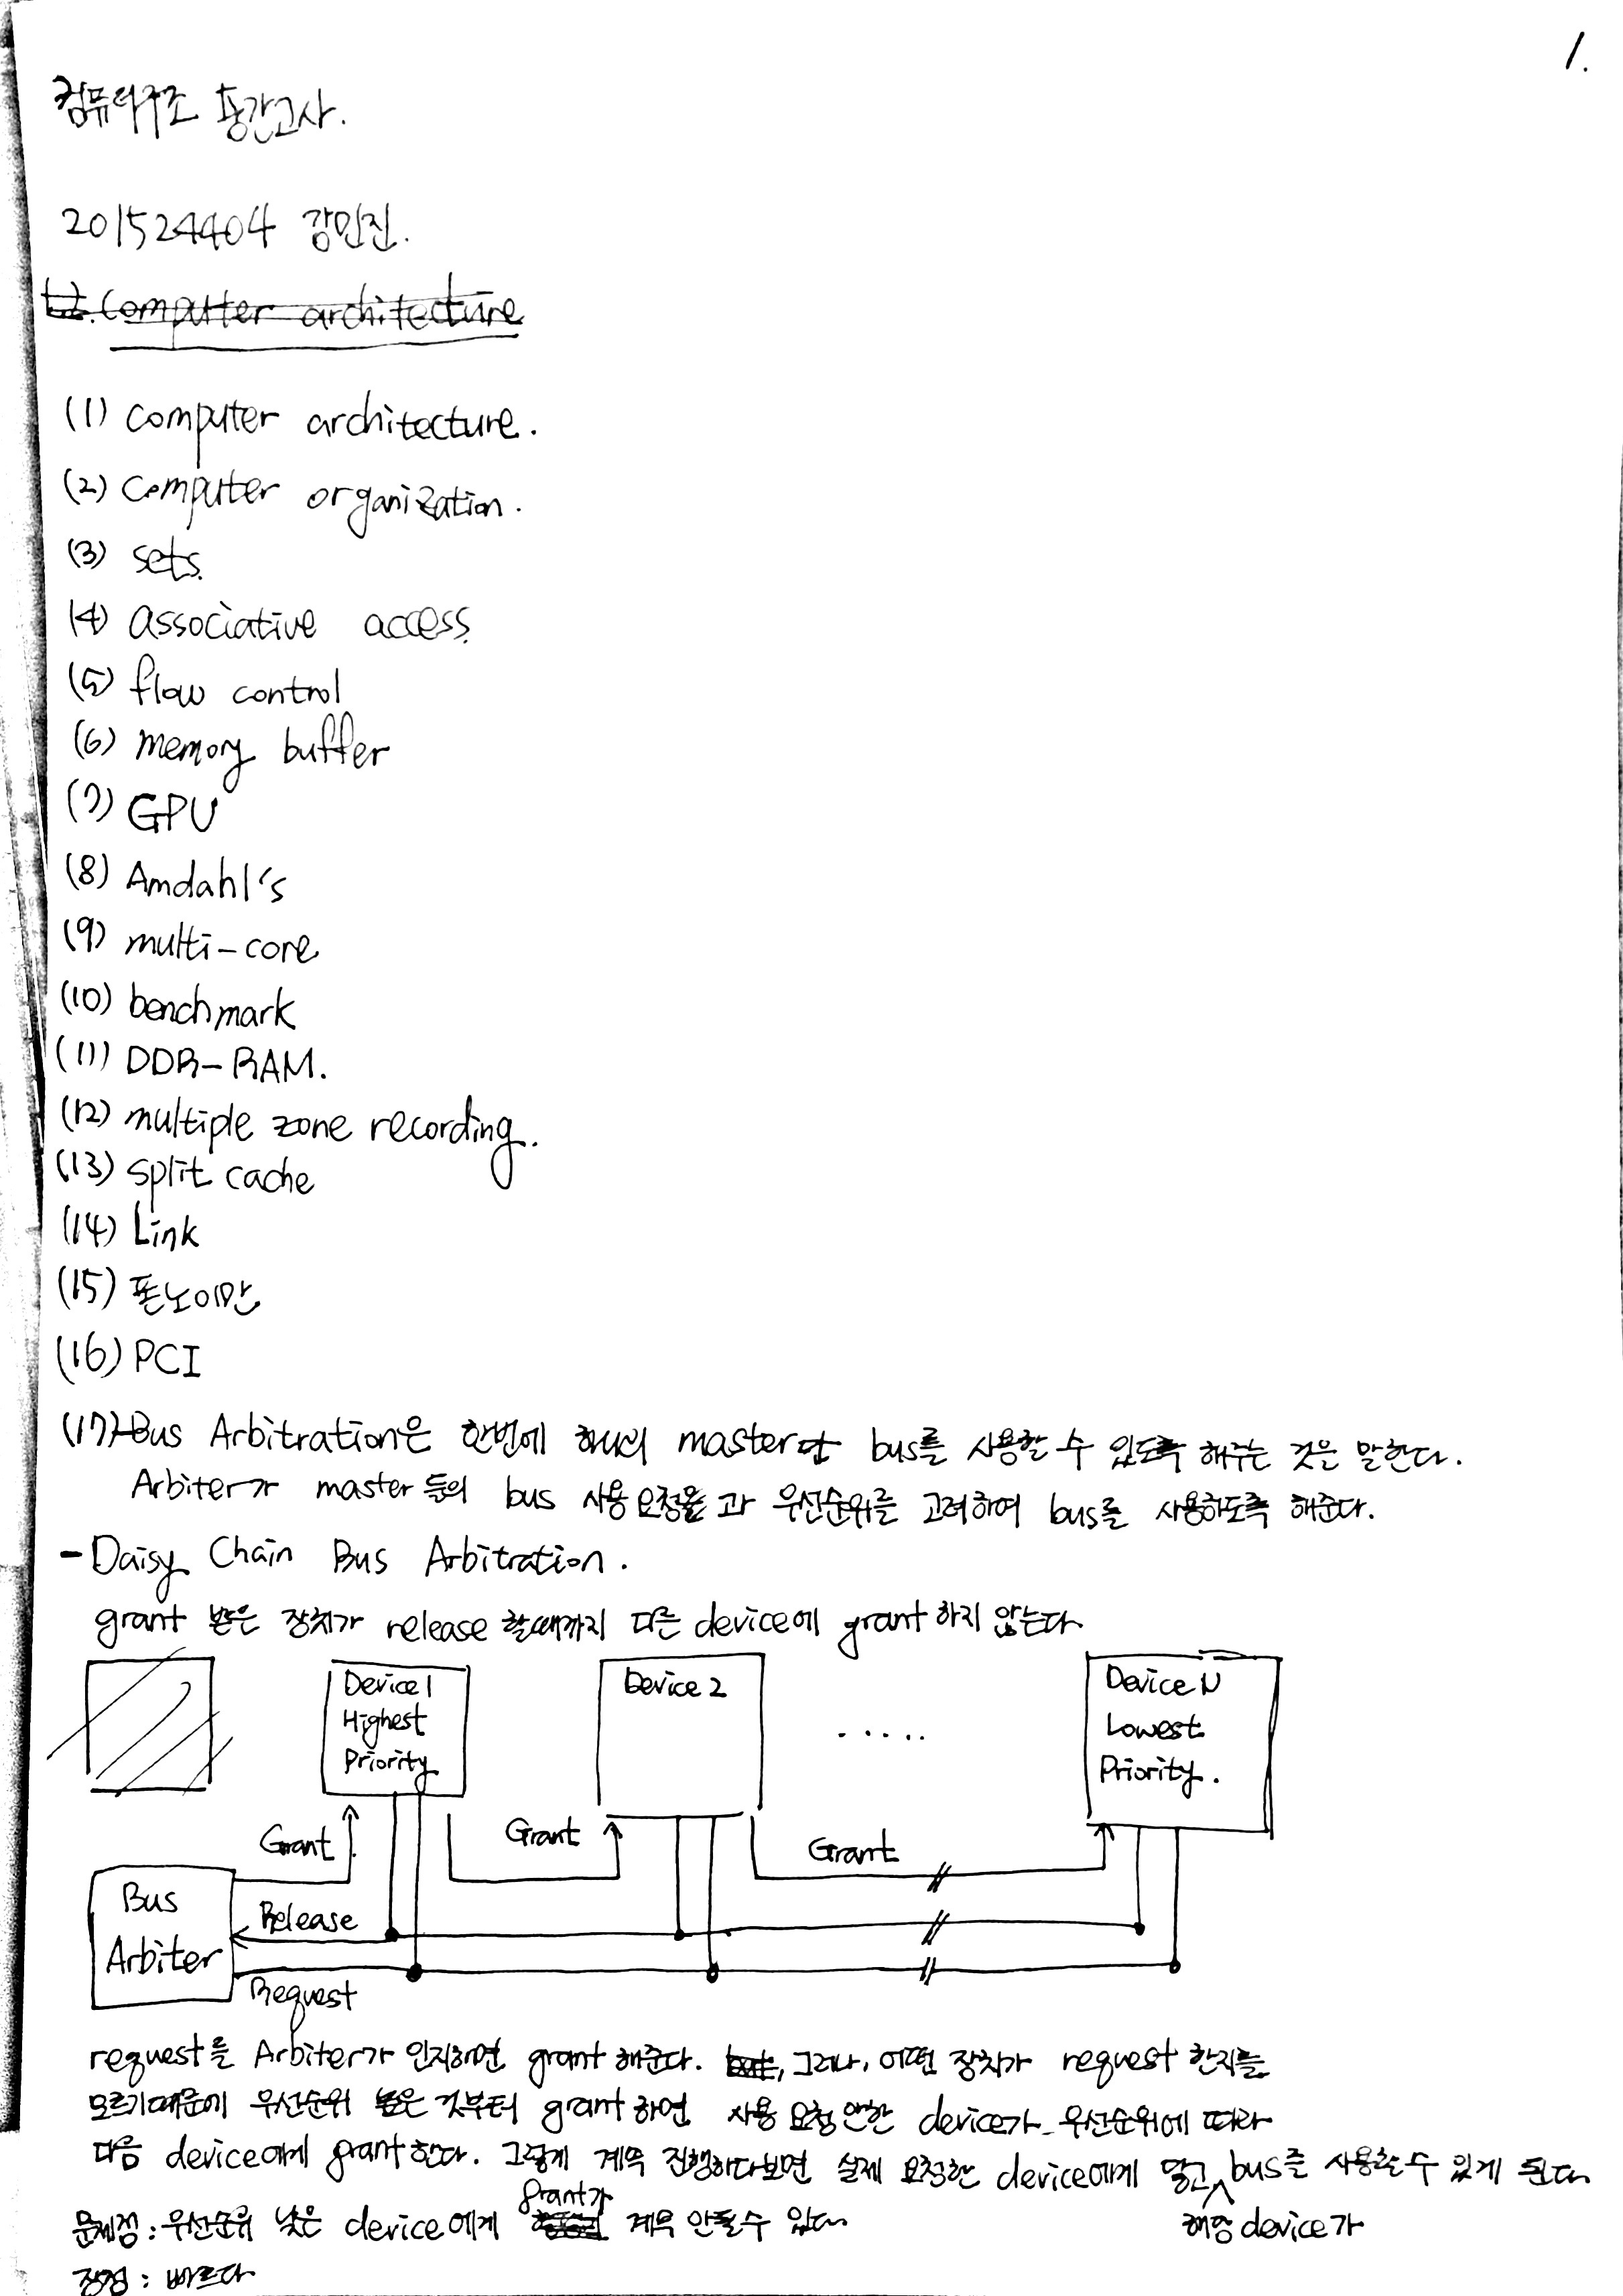 1.
컴퓨터구조 중간고사.
201524404 강민진.
(1) computer architecture.
(2) computer organization.
(3) sets.
(4) associative access.
(5) flow control
(6) memory buffer
(7) GPU
(8) Amdahl's
(9) multi-core
(10) benchmark
(11) DDR-RAM.
(12) multiple zone recording.
(13) split cache
(14) Link
(15) 폰노이만
(16) PCI
(17) Bus Arbitration은 한번에 하나의 master만 bus를 사용할 수 있도록 해주는 것은 말한다.
Arbiter가 master들의 bus 사용요청을 과 우선순위를 고려하여 bus를 사용하도록 해준다.
- Daisy Chain Bus Arbitration.
grant 받은 장치가 release 할때까지 다른 device에 grant 하지 않는다
Device 1 Highest Priority
Device 2
.....
Device N Lowest Priority.
Grant
Grant
Grant
Bus Arbiter
Release
Request
request를 Arbiter가 인지하면 grant 해준다. 그러나, 어떤 장치가 request 한지를
모르기때문에 우선순위 높은 것부터 grant 하면 사용 요청 안한 device가 우선순위에 따라
다음 device에게 grant 한다. 그렇게 계속 진행하다보면 실제 요청한 device에게 닿고 해당 device가 bus를 사용할 수 있게 된다
문제점 : 우선순위 낮은 device에게 grant가 계속 안될수 있다
장점 : 빠르다